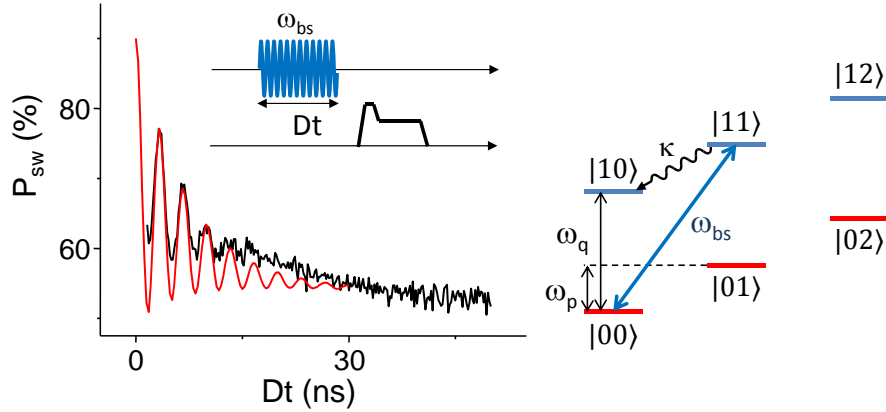 ω_bs
Dt
P_sw (%)
80
60
0
30
Dt (ns)
|12⟩
|11⟩
κ
|10⟩
ω_q
ω_bs
|02⟩
ω_p
|01⟩
|00⟩